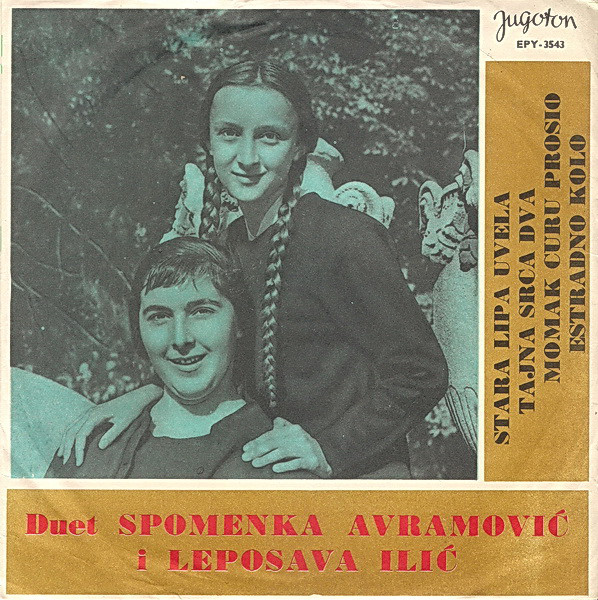 Jugoton
EPY-3543
STARA LIPA UVELA
TAJNA SRCA DVA
MOMAK CURU PROSIO
ESTRADNO KOLO
Duet SPOMENKA AVRAMOVIĆ
i LEPOSAVA ILIĆ